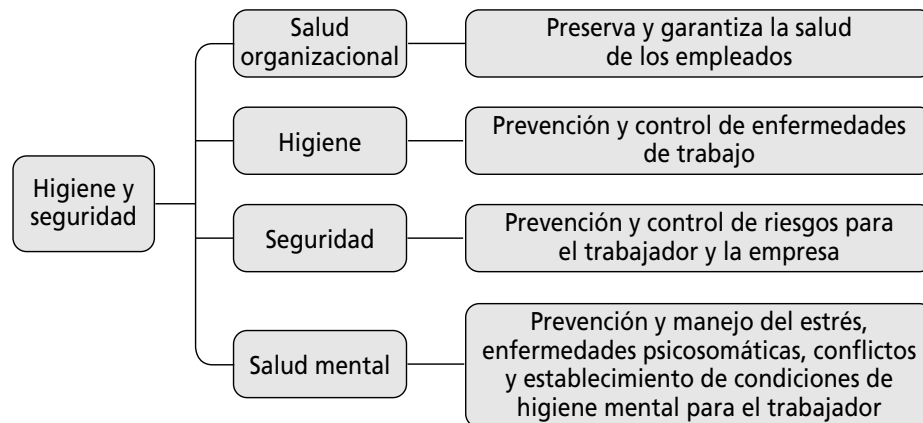 Higiene y
seguridad
Salud
organizacional
Preserva y garantiza la salud
de los empleados
Higiene
Prevención y control de enfermedades
de trabajo
Seguridad
Prevención y control de riesgos para
el trabajador y la empresa
Salud mental
Prevención y manejo del estrés,
enfermedades psicosomáticas, conflictos
y establecimiento de condiciones de
higiene mental para el trabajador